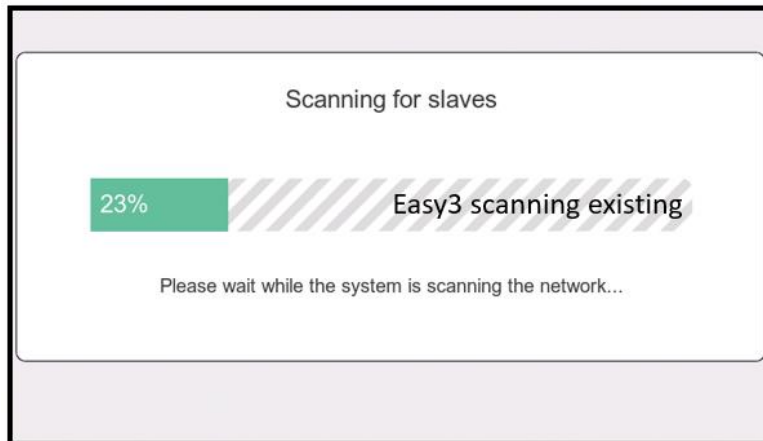 Scanning for slaves
23% Easy3 scanning existing
Please wait while the system is scanning the network...